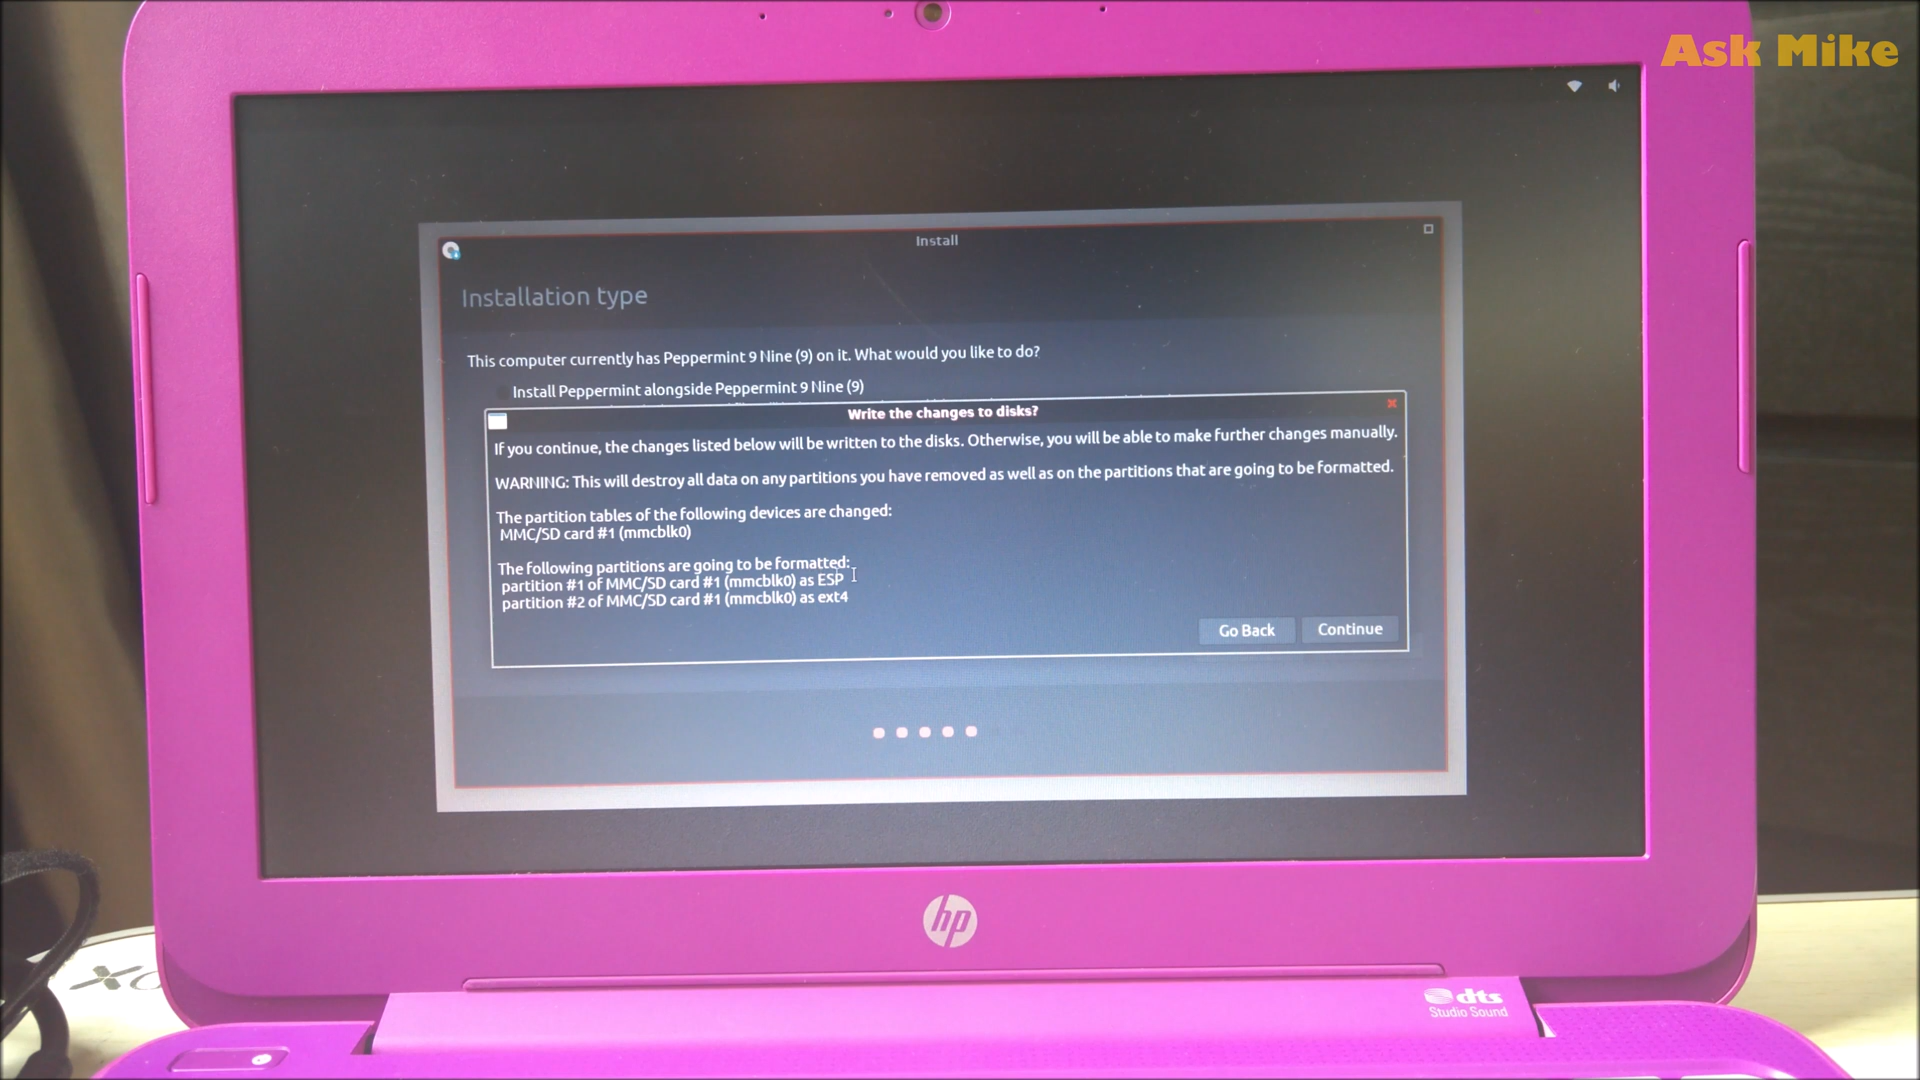 Ask Mike
Install
Installation type
This computer currently has Peppermint 9 Nine (9) on it. What would you like to do?
Install Peppermint alongside Peppermint 9 Nine (9)
Write the changes to disks?
If you continue, the changes listed below will be written to the disks. Otherwise, you will be able to make further changes manually.
WARNING: This will destroy all data on any partitions you have removed as well as on the partitions that are going to be formatted.
The partition tables of the following devices are changed:
MMC/SD card #1 (mmcblk0)
The following partitions are going to be formatted:
partition #1 of MMC/SD card #1 (mmcblk0) as ESP
partition #2 of MMC/SD card #1 (mmcblk0) as ext4
Go Back
Continue
hp
dts
Studio Sound